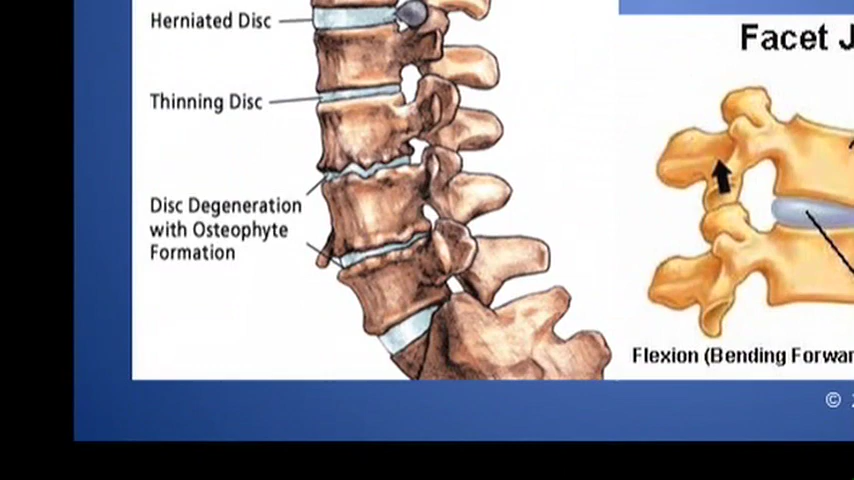 Herniated Disc
Thinning Disc
Disc Degeneration
with Osteophyte
Formation
Facet J
Flexion (Bending Forwar
©